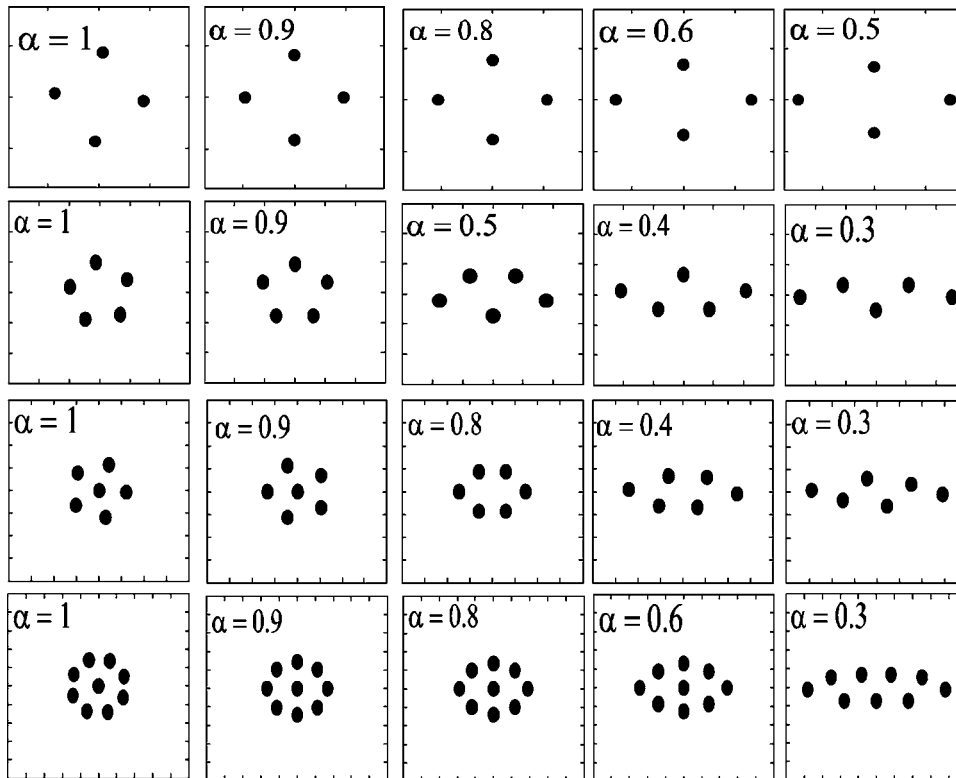 α = 1
α = 0.9
α = 0.8
α = 0.6
α = 0.5
α = 1
α = 0.9
α = 0.5
α = 0.4
α = 0.3
α = 1
α = 0.9
α = 0.8
α = 0.4
α = 0.3
α = 1
α = 0.9
α = 0.8
α = 0.6
α = 0.3